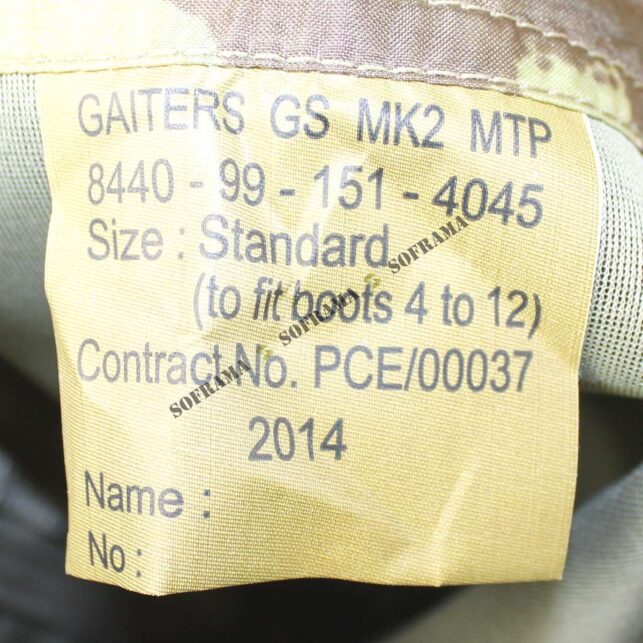 GAITERS GS MK2 MTP
8440 - 99 - 151 - 4045
Size : Standard
(to fit boots 4 to 12)
Contract No. PCE/00037
2014
Name :
No :
SOFRAMA SOFRAMA SOFRAMA